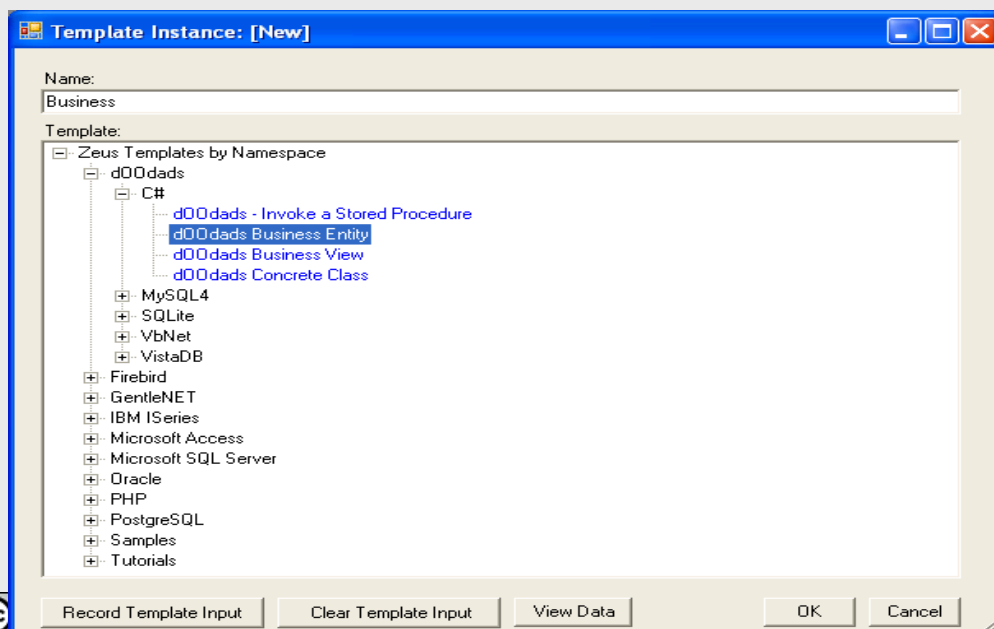 Template Instance: [New]
Name:
Business
Template:
Zeus Templates by Namespace
dOOdads
C#
dOOdads - Invoke a Stored Procedure
dOOdads Business Entity
dOOdads Business View
dOOdads Concrete Class
MySQL4
SQLite
VbNet
VistaDB
Firebird
GentleNET
IBM ISeries
Microsoft Access
Microsoft SQL Server
Oracle
PHP
PostgreSQL
Samples
Tutorials
Record Template Input Clear Template Input View Data OK Cancel